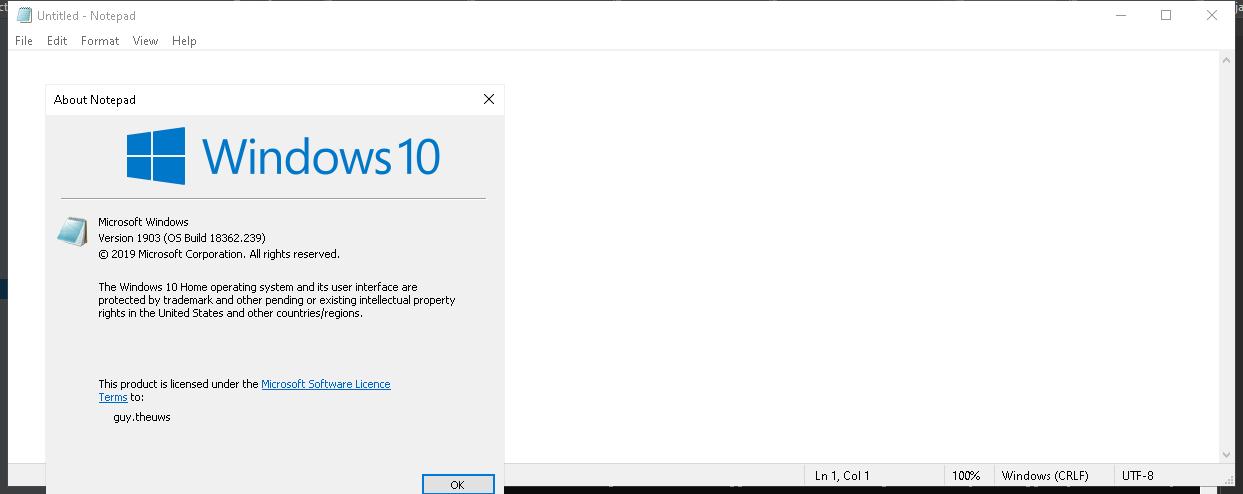 Untitled - Notepad
File Edit Format View Help
About Notepad
Windows 10
Microsoft Windows
Version 1903 (OS Build 18362.239)
© 2019 Microsoft Corporation. All rights reserved.
The Windows 10 Home operating system and its user interface are
protected by trademark and other pending or existing intellectual property
rights in the United States and other countries/regions.
This product is licensed under the Microsoft Software Licence
Terms to:
guy.theuws
OK
Ln 1, Col 1 100% Windows (CRLF) UTF-8